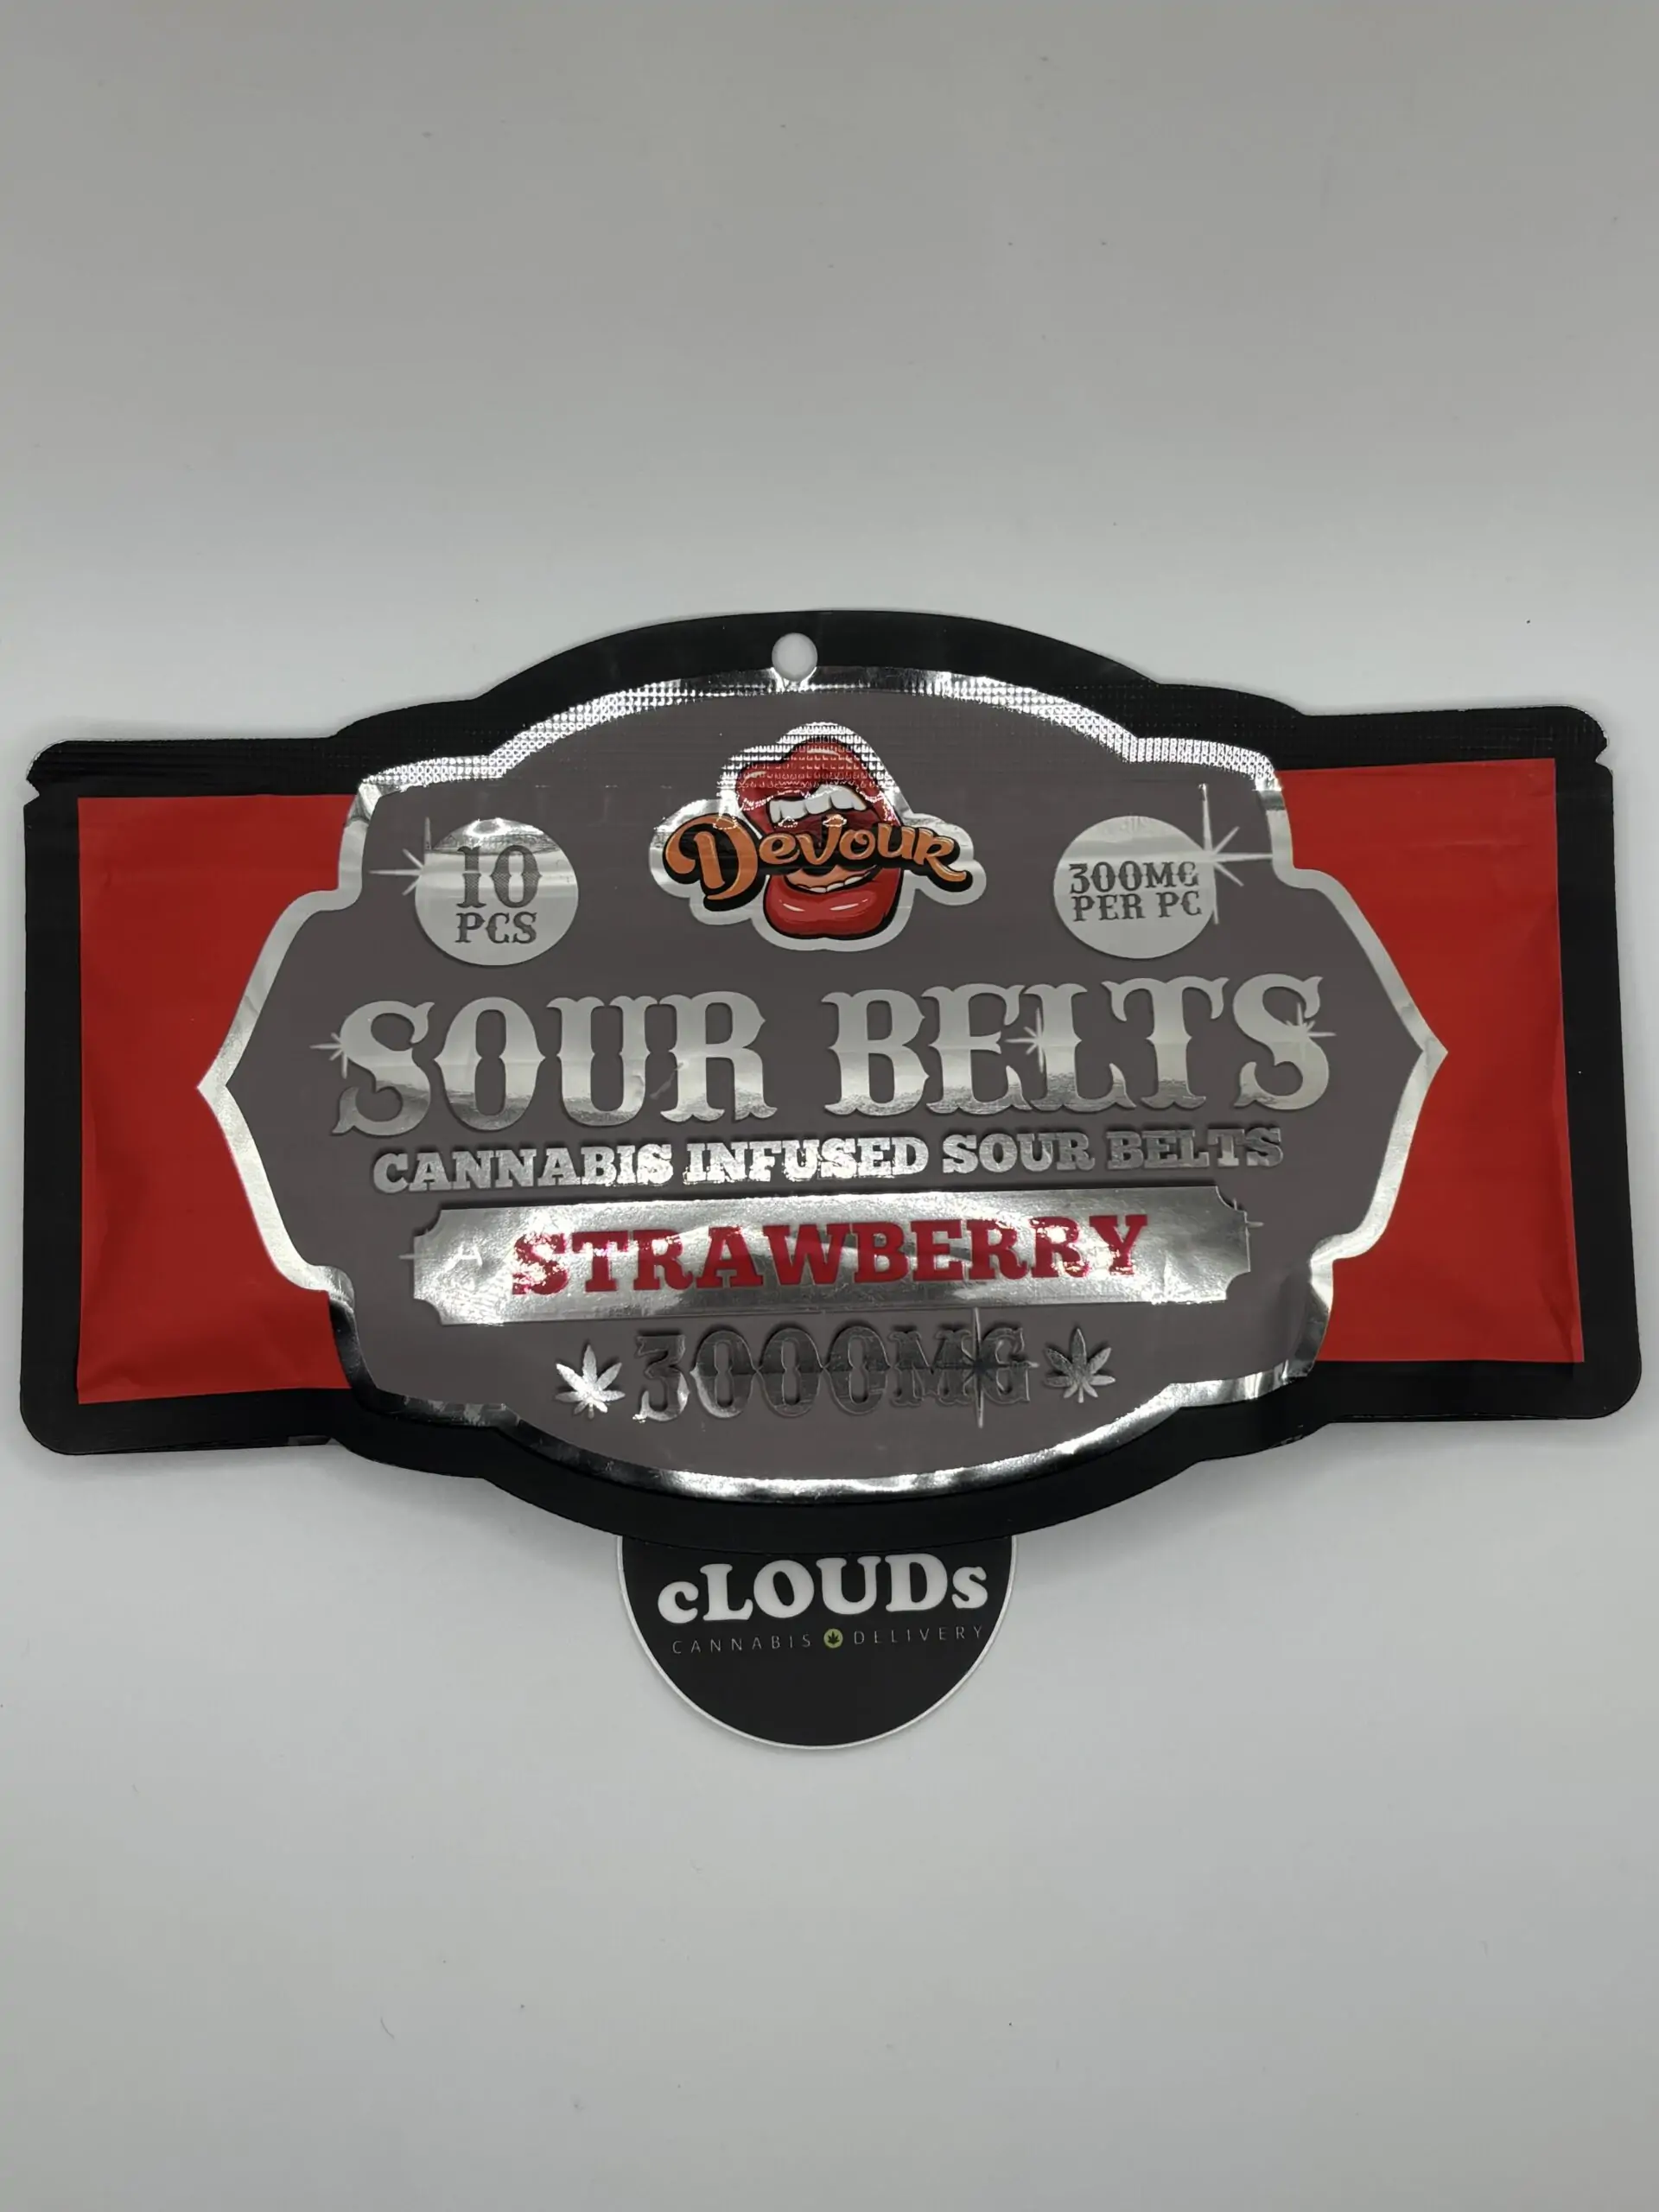 Devour
10
PCS
300MG
PER PC
SOUR BELTS
CANNABIS INFUSED SOUR BELTS
STRAWBERRY
3000MG
cLOUDs
CANNABIS DELIVERY